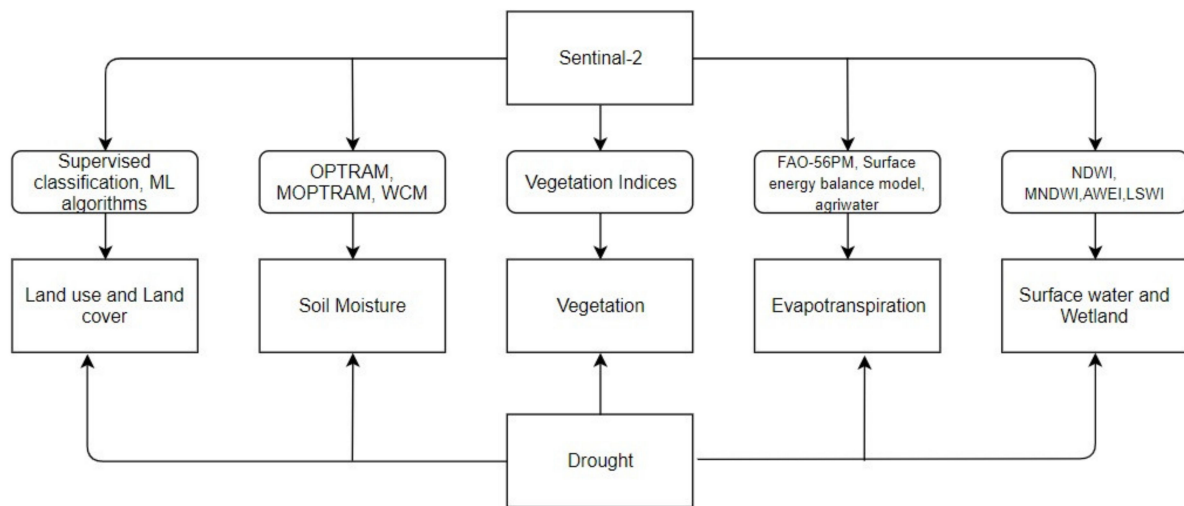 Sentinal-2
Supervised
classification, ML
algorithms
OPTRAM,
MOPTRAM, WCM
Vegetation Indices
FAO-56PM, Surface
energy balance model,
agriwater
NDWI,
MNDWI,AWEI,LSWI
Land use and Land
cover
Soil Moisture
Vegetation
Evapotranspiration
Surface water and
Wetland
Drought